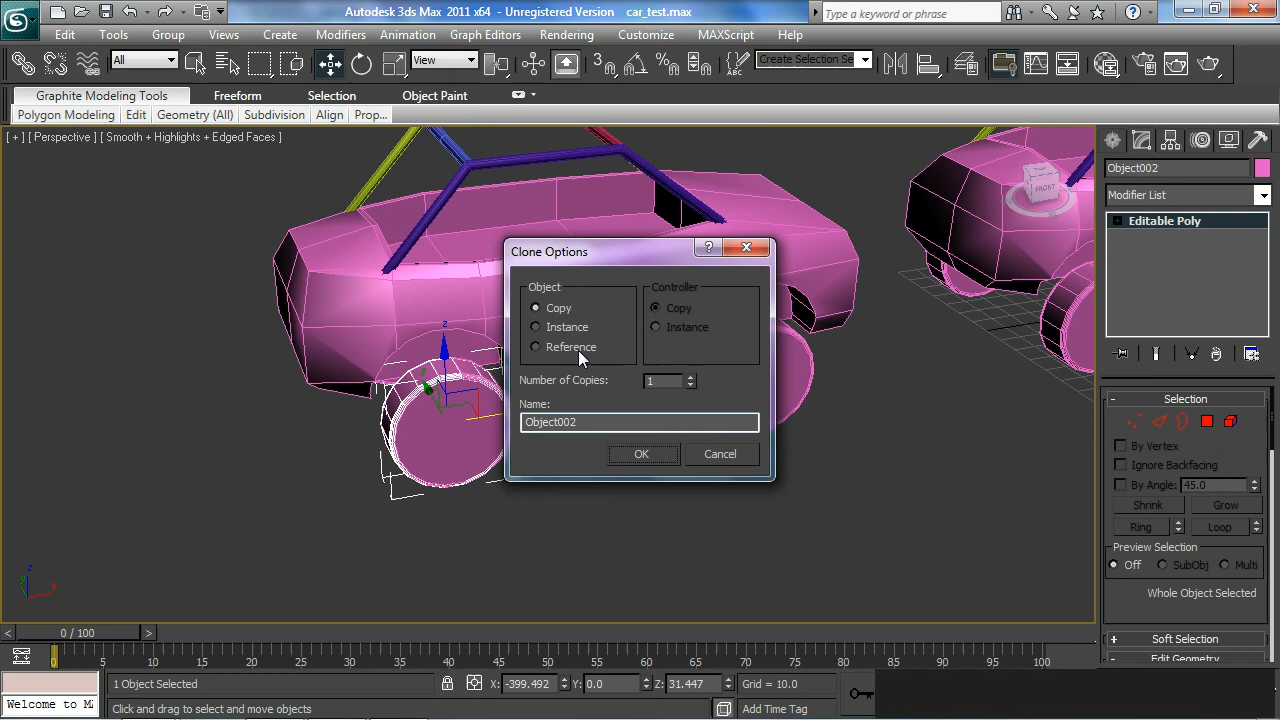 Autodesk 3ds Max 2011 x64 - Unregistered Version car_test.max
Type a keyword or phrase
Edit Tools Group Views Create Modifiers Animation Graph Editors Rendering Customize MAXScript Help
All View Create Selection Se
Graphite Modeling Tools Freeform Selection Object Paint
Polygon Modeling Edit Geometry (All) Subdivision Align Prop...
[ + ] [ Perspective ] [ Smooth + Highlights + Edged Faces ]
FRONT
Object002
Modifier List
Editable Poly
Clone Options
Object Controller
Copy Copy
Instance Instance
Reference
Number of Copies: 1
Name:
Object002
OK Cancel
z
Selection
By Vertex
Ignore Backfacing
By Angle: 45.0
Shrink Grow
Ring Loop
Preview Selection
Off SubObj Multi
Whole Object Selected
Soft Selection
Edit Geometry
z
y x
0 / 100
0 5 10 15 20 25 30 35 40 45 50 55 60 65 70 75 80 85 90 95 100
1 Object Selected X: -399.492 Y: 0.0 Z: 31.447 Grid = 10.0
Welcome to MA Click and drag to select and move objects Add Time Tag